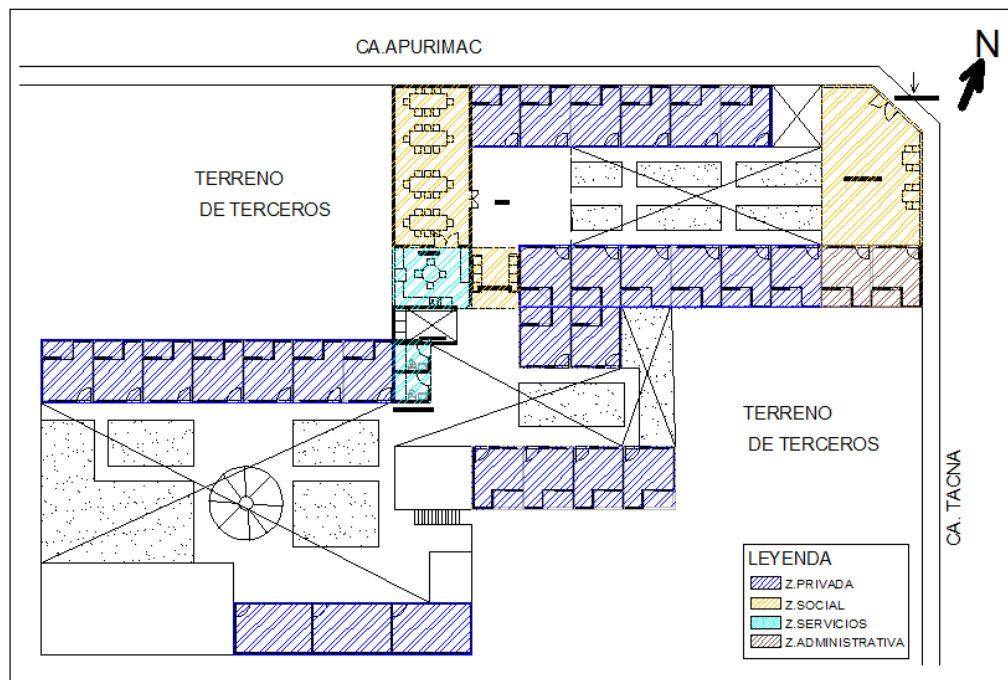 CA.APURIMAC
N
TERRENO
DE TERCEROS
TERRENO
DE TERCEROS
CA. TACNA
LEYENDA
Z.PRIVADA
Z.SOCIAL
Z.SERVICIOS
Z.ADMINISTRATIVA